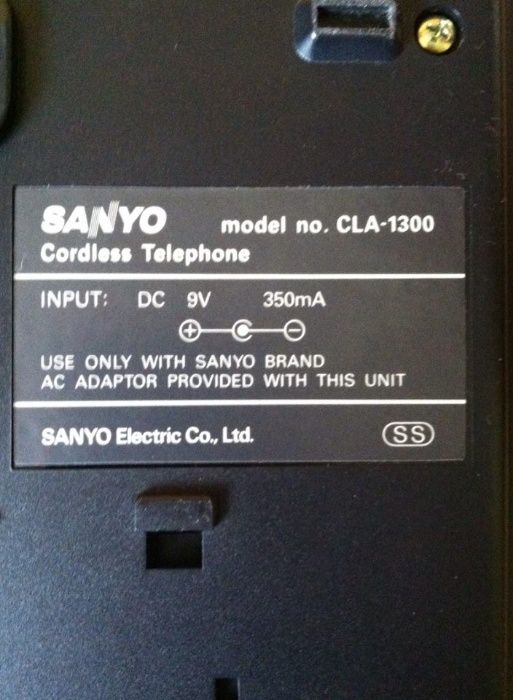 SANYO model no. CLA-1300
Cordless Telephone
INPUT: DC 9V 350mA
USE ONLY WITH SANYO BRAND
AC ADAPTOR PROVIDED WITH THIS UNIT
SANYO Electric Co., Ltd. SS